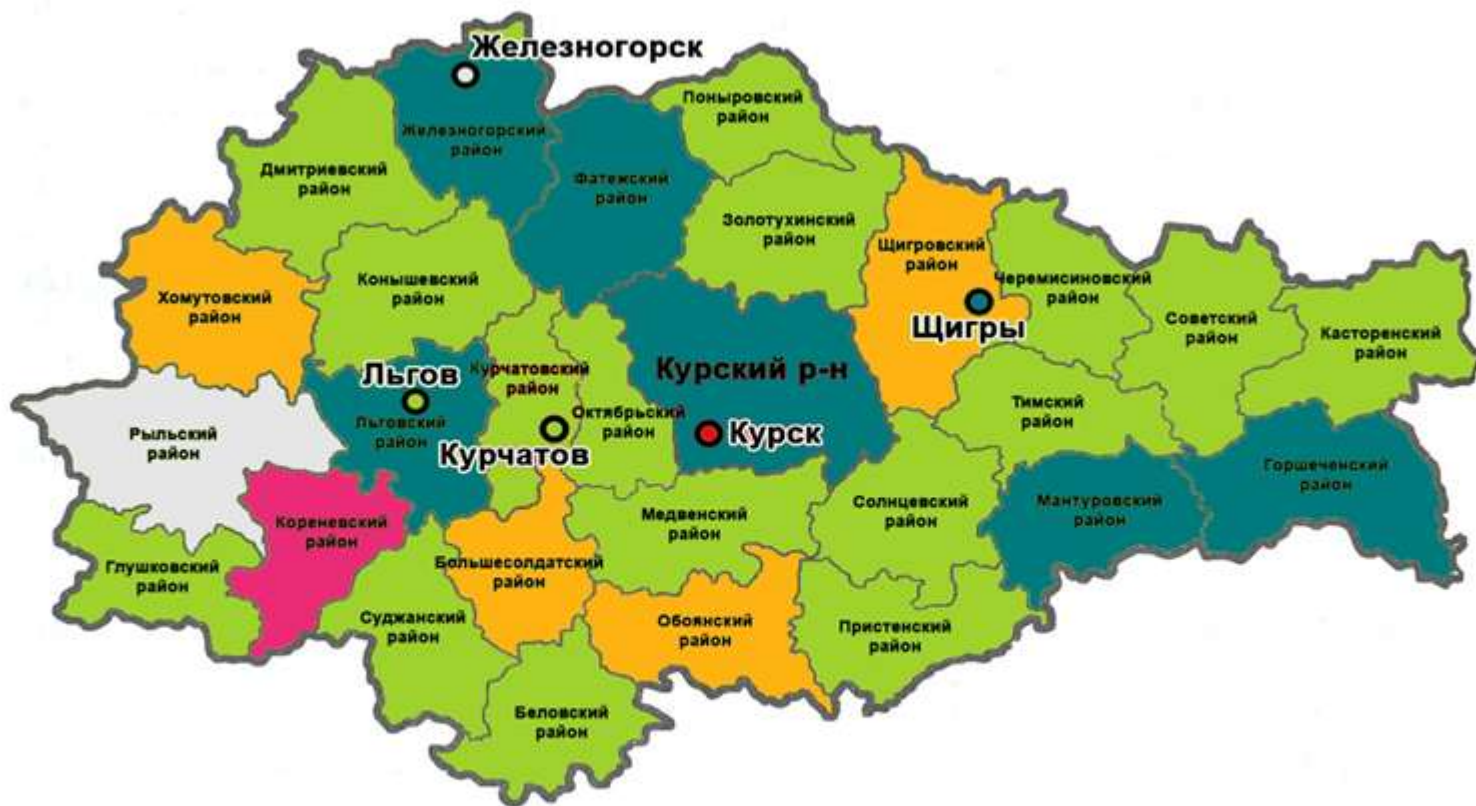 Железногорск
Поныровский
район
Железногорский
район
Дмитриевский
район
Фатежский
район
Золотухинский
район
Щигровский
район
Черемисиновский
район
Конышевский
район
Хомутовский
район
Щигры
Советский
район
Касторенский
район
Курчатовский
район
Курский р-н
Льгов
Льговский
район
Октябрьский
район
Тимский
район
Рыльский
район
Курск
Курчатов
Горшеченский
район
Мантуровский
район
Солнцевский
район
Медвенский
район
Кореневский
район
Большесолдатский
район
Глушковский
район
Суджанский
район
Обоянский
район
Пристенский
район
Беловский
район